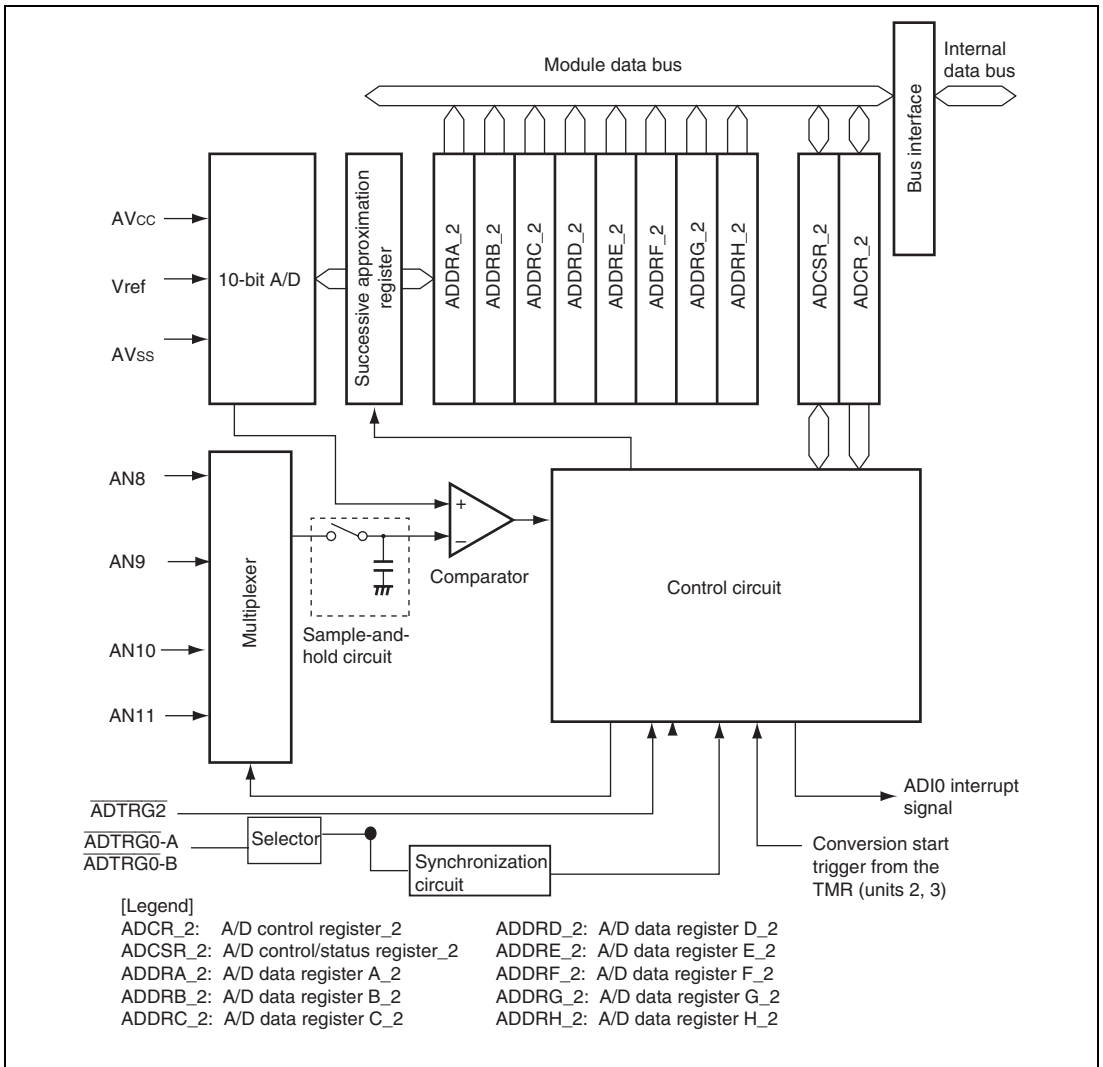 Module data bus
Internal
data bus
Bus interface
AVCC
Vref
AVSS
10-bit A/D
Successive approximation
register
ADDRA_2
ADDRB_2
ADDRC_2
ADDRD_2
ADDRE_2
ADDRF_2
ADDRG_2
ADDRH_2
ADCSR_2
ADCR_2
AN8
AN9
AN10
AN11
Multiplexer
+
−
Comparator
Sample-and-
hold circuit
Control circuit
ADTRG2
ADTRG0-A
ADTRG0-B
Selector
Synchronization
circuit
ADI0 interrupt
signal
Conversion start
trigger from the
TMR (units 2, 3)
[Legend]
ADCR_2: A/D control register_2
ADCSR_2: A/D control/status register_2
ADDRA_2: A/D data register A_2
ADDRB_2: A/D data register B_2
ADDRC_2: A/D data register C_2
ADDRD_2: A/D data register D_2
ADDRE_2: A/D data register E_2
ADDRF_2: A/D data register F_2
ADDRG_2: A/D data register G_2
ADDRH_2: A/D data register H_2